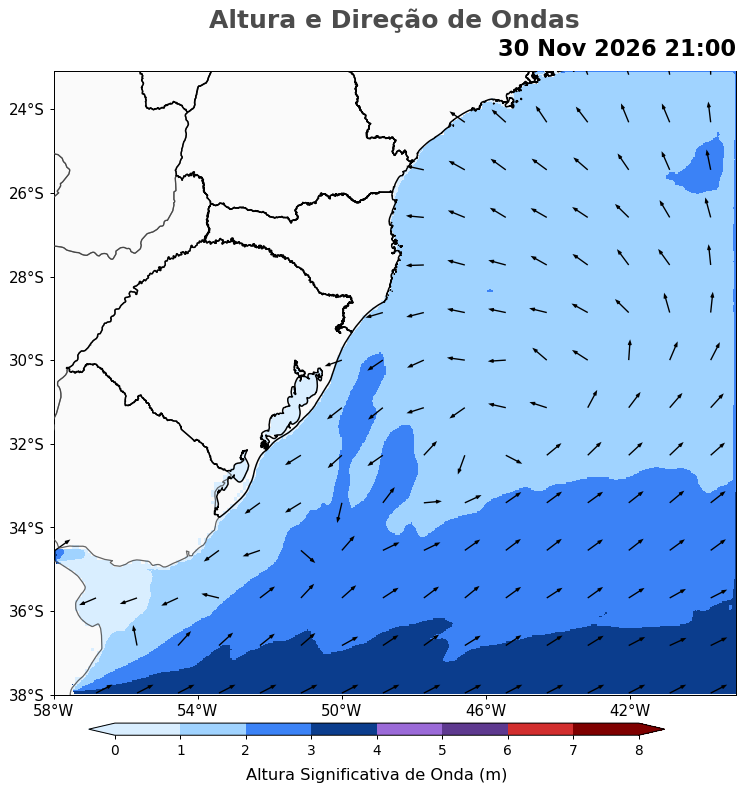 Altura e Direção de Ondas
30 Nov 2026 21:00
24°S
26°S
28°S
30°S
32°S
34°S
36°S
38°S
58°W 54°W 50°W 46°W 42°W
0 1 2 3 4 5 6 7 8
Altura Significativa de Onda (m)